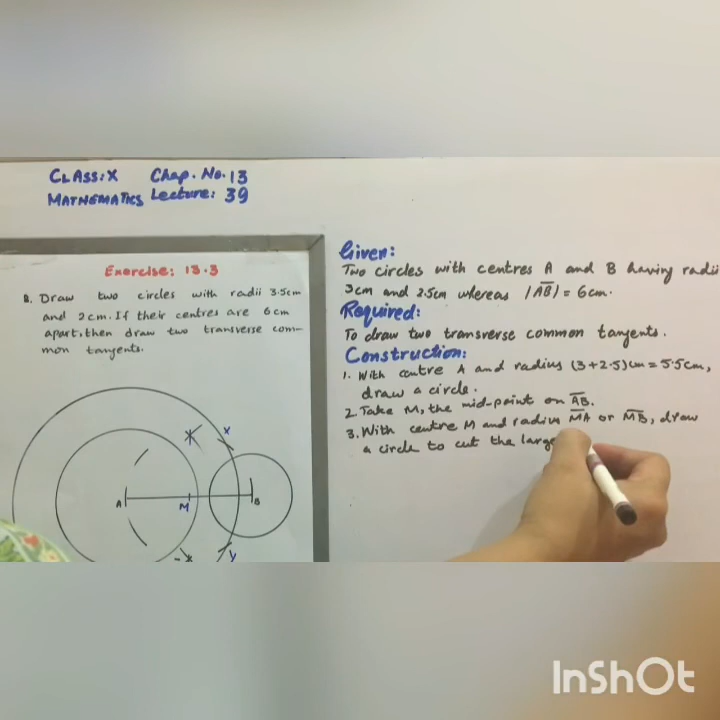 CLASS: X Chap. No. 13
MATHEMATICS Lecture: 39
Exercise: 13.3
8. Draw two circles with radii 3.5cm
and 2cm. If their centres are 6cm
apart, then draw two transverse com-
mon tangents.
X
A
M
B
Y
Given:
Two circles with centres A and B having radii
3cm and 2.5cm whereas |AB| = 6cm.
Required:
To draw two transverse common tangents.
Construction:
1. With centre A and radius (3+2.5)cm = 5.5cm,
draw a circle.
2. Take M, the mid-point on AB.
3. With centre M and radius MA or MB, draw
a circle to cut the large
InShOt